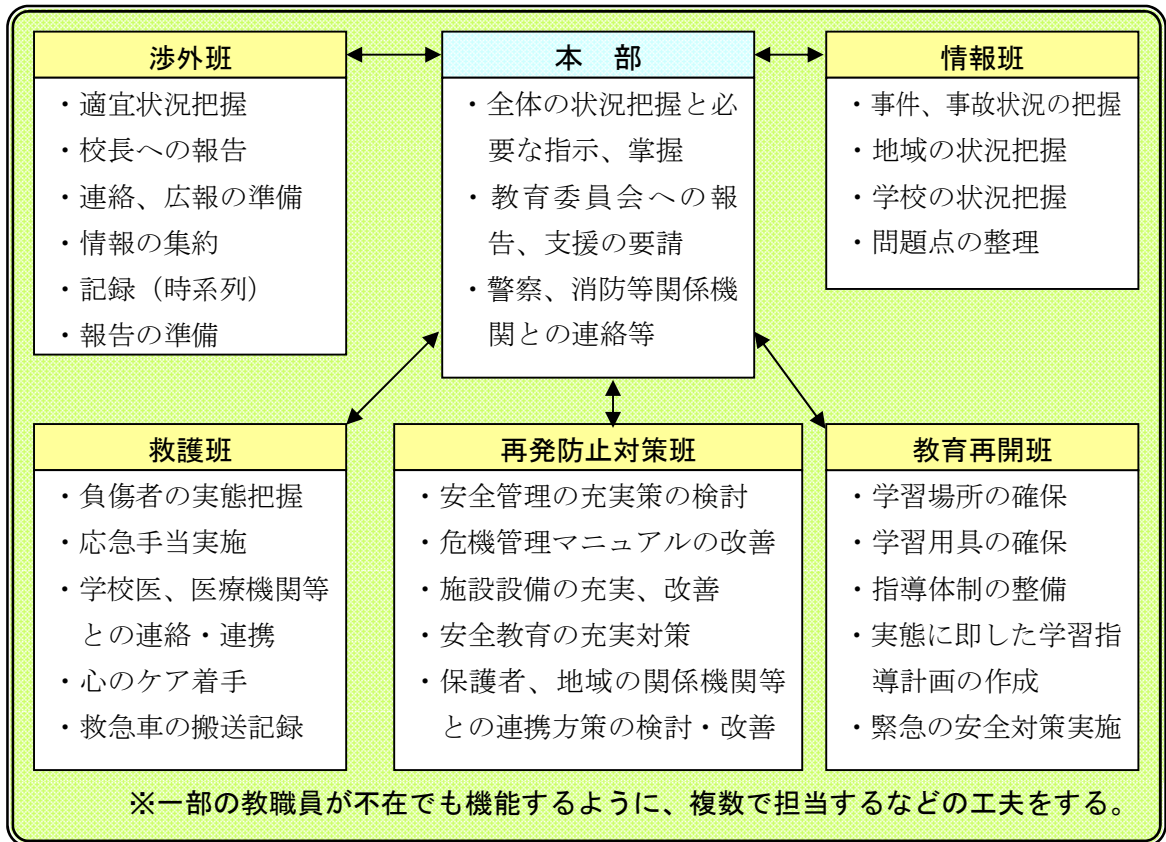 渉外班
・適宜状況把握
・校長への報告
・連絡、広報の準備
・情報の集約
・記録（時系列）
・報告の準備
本　部
・全体の状況把握と必
要な指示、掌握
・教育委員会への報
告、支援の要請
・警察、消防等関係機
関との連絡等
情報班
・事件、事故状況の把握
・地域の状況把握
・学校の状況把握
・問題点の整理
救護班
・負傷者の実態把握
・応急手当実施
・学校医、医療機関等
との連絡・連携
・心のケア着手
・救急車の搬送記録
再発防止対策班
・安全管理の充実策の検討
・危機管理マニュアルの改善
・施設設備の充実、改善
・安全教育の充実対策
・保護者、地域の関係機関等
との連携方策の検討・改善
教育再開班
・学習場所の確保
・学習用具の確保
・指導体制の整備
・実態に即した学習指
導計画の作成
・緊急の安全対策実施
※一部の教職員が不在でも機能するように、複数で担当するなどの工夫をする。